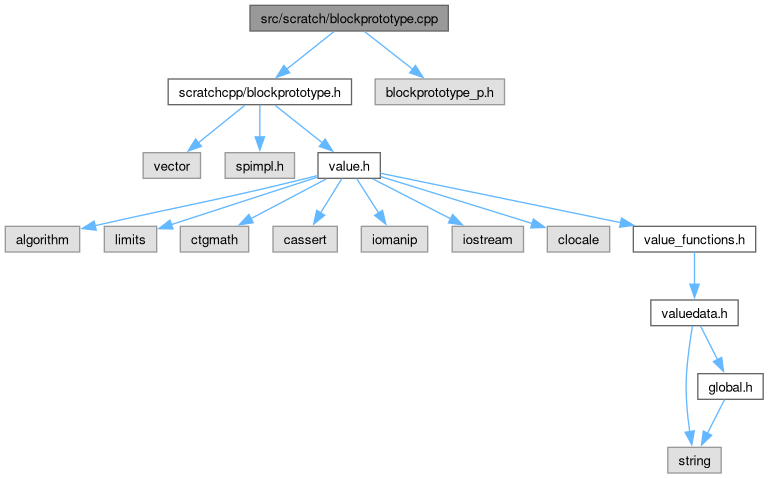 src/scratch/blockprototype.cpp
scratchcpp/blockprototype.h
blockprototype_p.h
vector
spimpl.h
value.h
algorithm
limits
ctgmath
cassert
iomanip
iostream
clocale
value_functions.h
valuedata.h
global.h
string